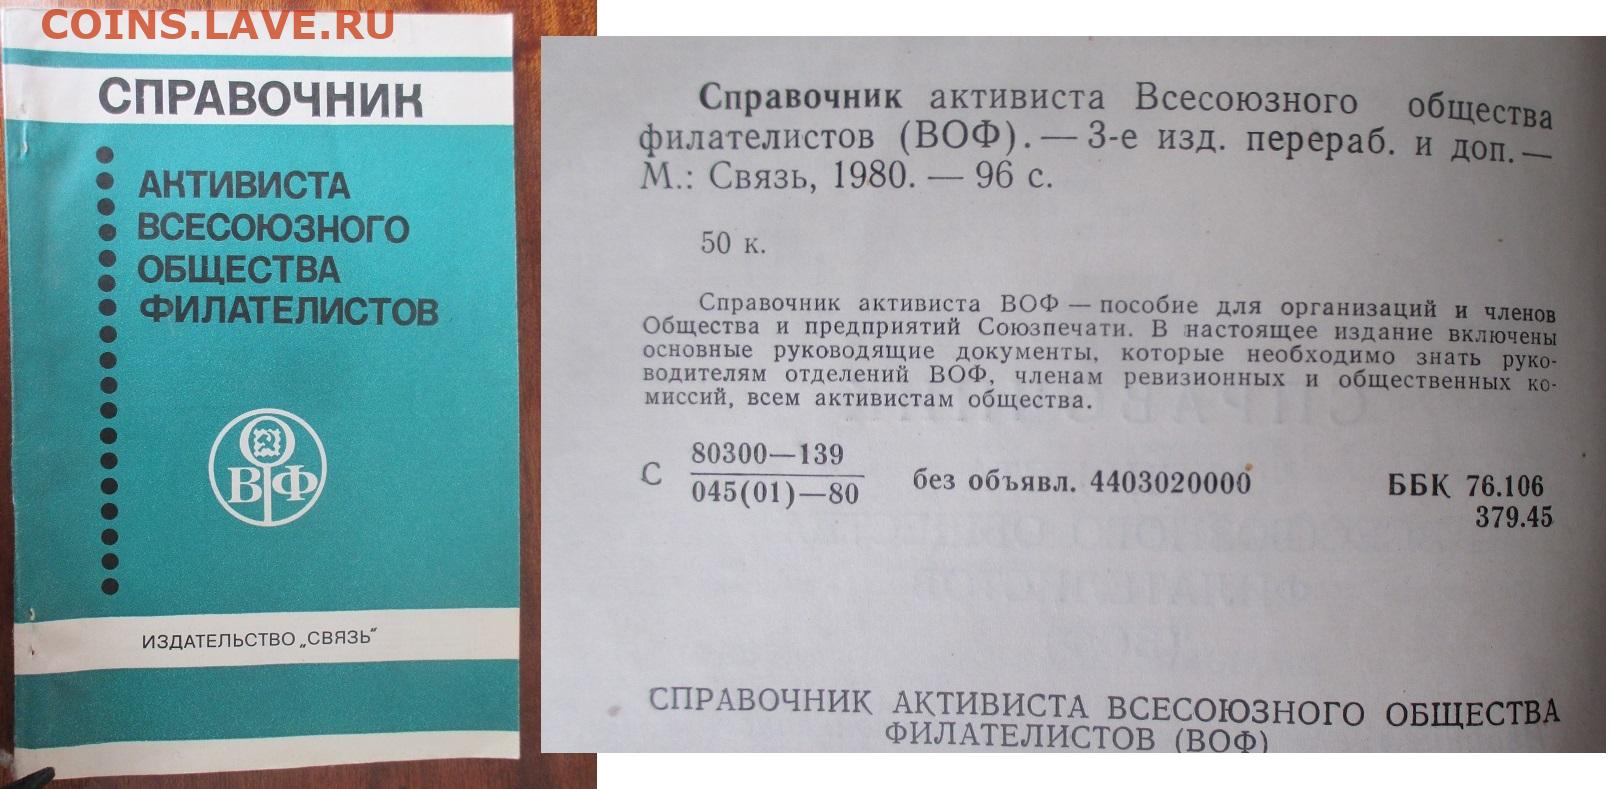 COINS.LAVE.RU
СПРАВОЧНИК
АКТИВИСТА
ВСЕСОЮЗНОГО
ОБЩЕСТВА
ФИЛАТЕЛИСТОВ
ВОФ
ИЗДАТЕЛЬСТВО „СВЯЗЬ"
Справочник активиста Всесоюзного общества
филателистов (ВОФ). — 3-е изд. перераб. и доп. —
М.: Связь, 1980. — 96 с.
50 к.
Справочник активиста ВОФ — пособие для организаций и членов
Общества и предприятий Союзпечати. В настоящее издание включены
основные руководящие документы, которые необходимо знать руко-
водителям отделений ВОФ, членам ревизионных и общественных ко-
миссий, всем активистам общества.
С 80300—139
045(01)—80 без объявл. 4403020000 ББК 76.106
379.45
СПРАВОЧНИК АКТИВИСТА ВСЕСОЮЗНОГО ОБЩЕСТВА
ФИЛАТЕЛИСТОВ (ВОФ)